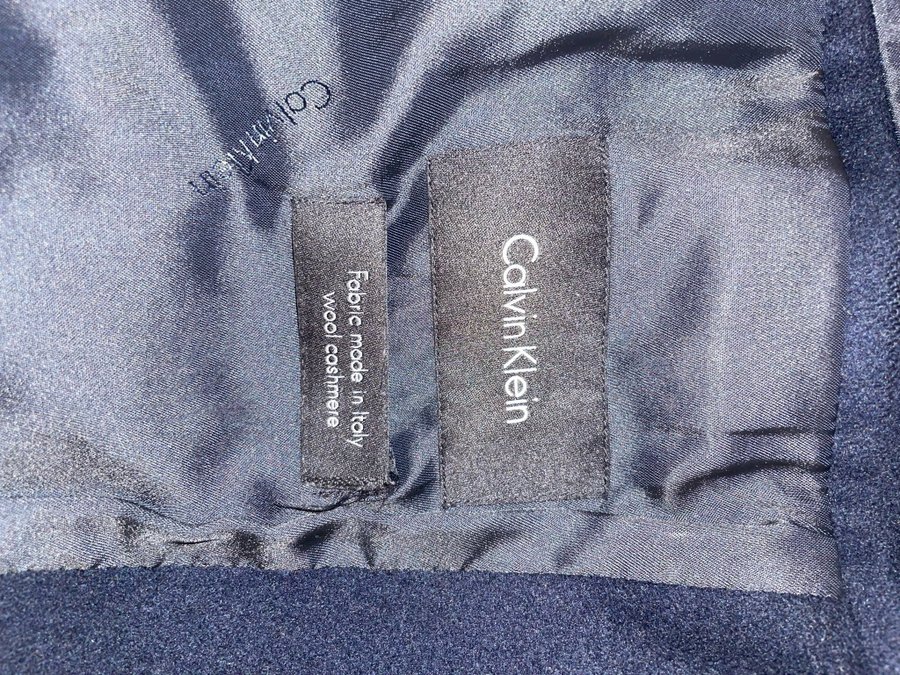 Calvin Klein
Calvin Klein
Fabric made in Italy
wool cashmere